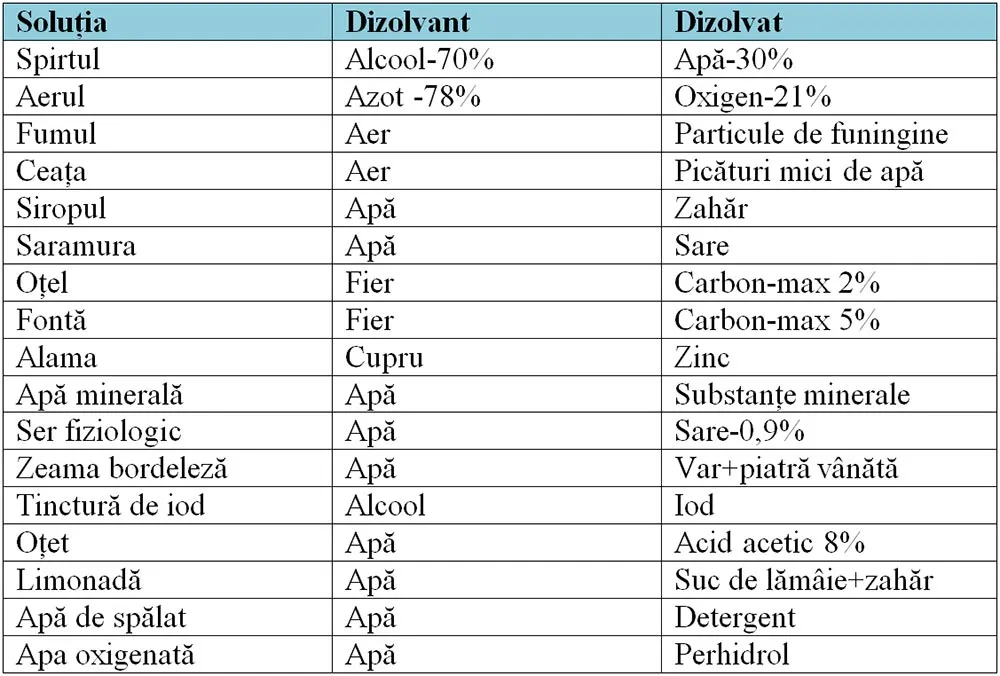 Soluția Dizolvant Dizolvat
Spirtul Alcool-70% Apă-30%
Aerul Azot -78% Oxigen-21%
Fumul Aer Particule de funingine
Ceața Aer Picături mici de apă
Siropul Apă Zahăr
Saramura Apă Sare
Oțel Fier Carbon-max 2%
Fontă Fier Carbon-max 5%
Alama Cupru Zinc
Apă minerală Apă Substanțe minerale
Ser fiziologic Apă Sare-0,9%
Zeama bordeleză Apă Var+piatră vânătă
Tinctură de iod Alcool Iod
Oțet Apă Acid acetic 8%
Limonadă Apă Suc de lămâie+zahăr
Apă de spălat Apă Detergent
Apa oxigenată Apă Perhidrol